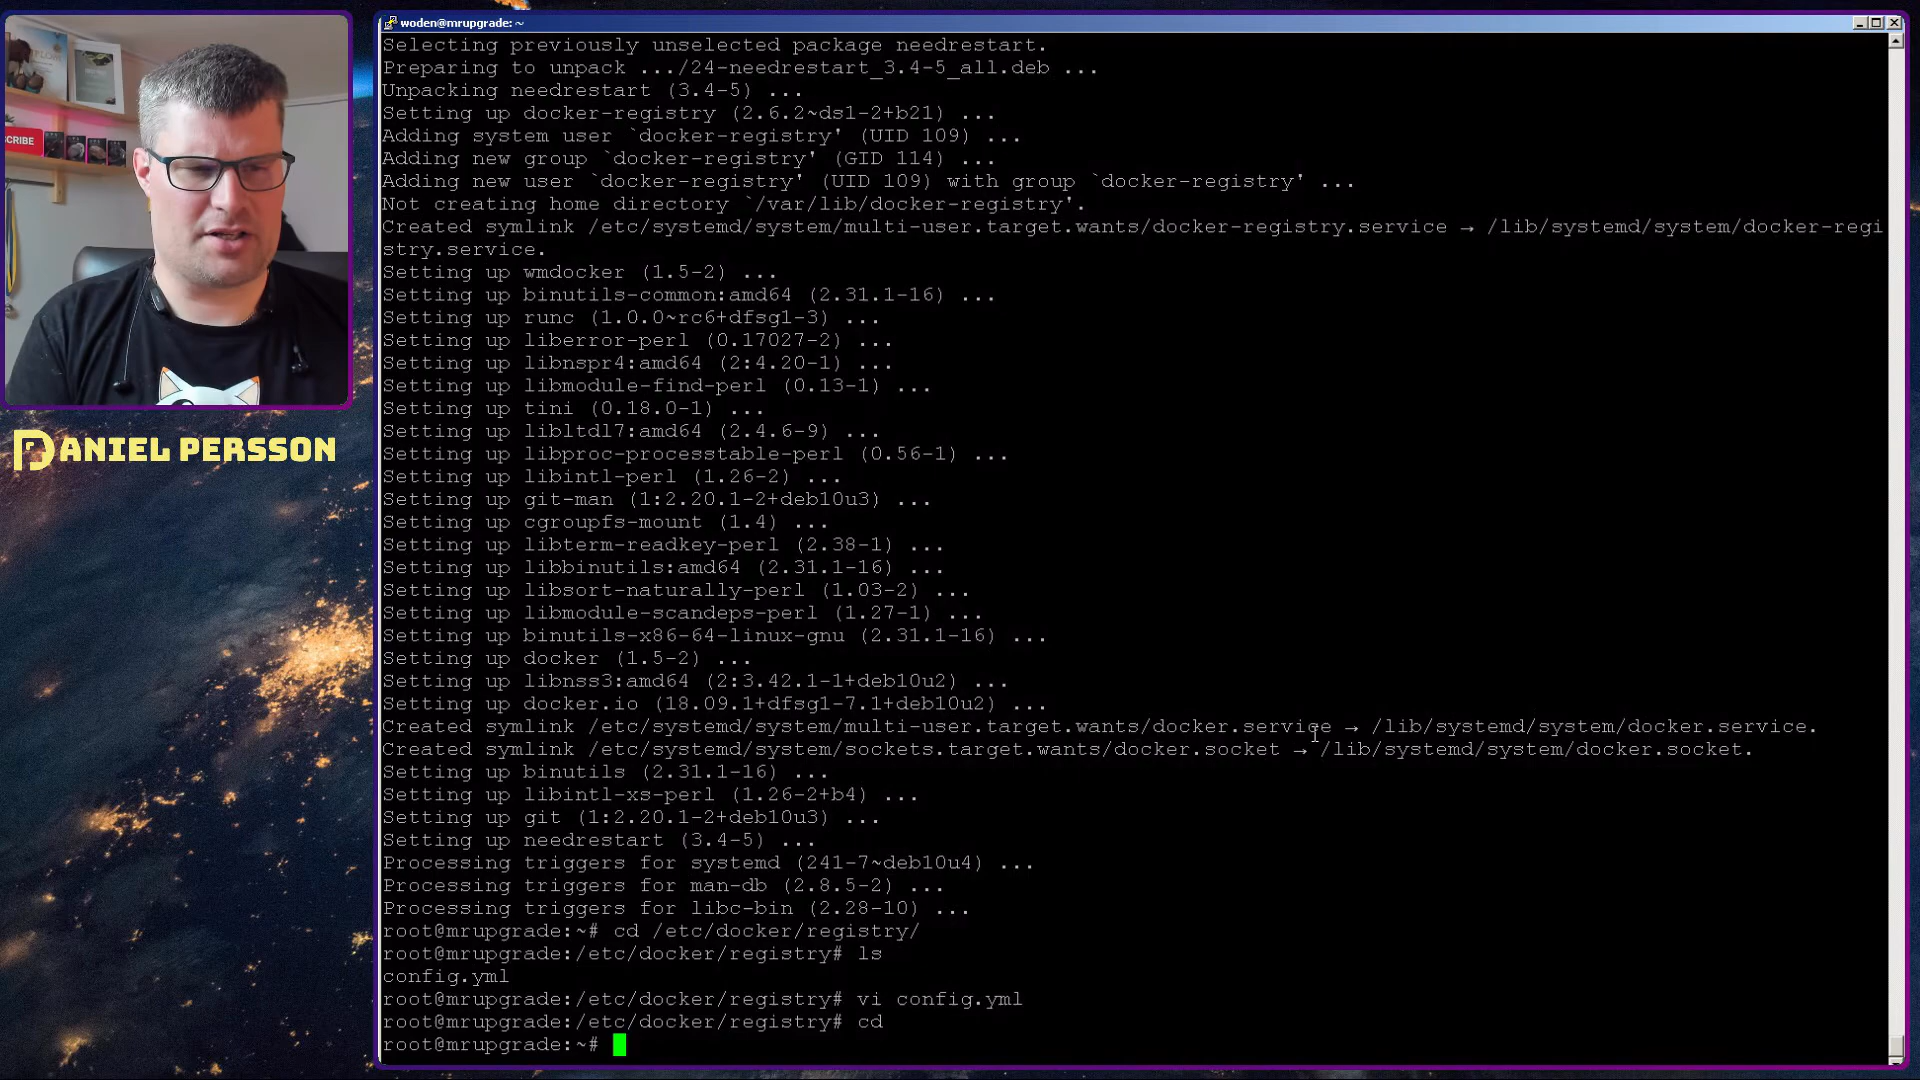 woden@mrupgrade: ~
Selecting previously unselected package needrestart.
Preparing to unpack .../24-needrestart_3.4-5_all.deb ...
Unpacking needrestart (3.4-5) ...
Setting up docker-registry (2.6.2~ds1-2+b21) ...
Adding system user `docker-registry' (UID 109) ...
Adding new group `docker-registry' (GID 114) ...
Adding new user `docker-registry' (UID 109) with group `docker-registry' ...
Not creating home directory `/var/lib/docker-registry'.
Created symlink /etc/systemd/system/multi-user.target.wants/docker-registry.service → /lib/systemd/system/docker-regi
stry.service.
Setting up wmdocker (1.5-2) ...
Setting up binutils-common:amd64 (2.31.1-16) ...
Setting up runc (1.0.0~rc6+dfsg1-3) ...
Setting up liberror-perl (0.17027-2) ...
Setting up libnspr4:amd64 (2:4.20-1) ...
Setting up libmodule-find-perl (0.13-1) ...
Setting up tini (0.18.0-1) ...
Setting up libltdl7:amd64 (2.4.6-9) ...
Setting up libproc-processtable-perl (0.56-1) ...
Setting up libintl-perl (1.26-2) ...
Setting up git-man (1:2.20.1-2+deb10u3) ...
Setting up cgroupfs-mount (1.4) ...
Setting up libterm-readkey-perl (2.38-1) ...
Setting up libbinutils:amd64 (2.31.1-16) ...
Setting up libsort-naturally-perl (1.03-2) ...
Setting up libmodule-scandeps-perl (1.27-1) ...
Setting up binutils-x86-64-linux-gnu (2.31.1-16) ...
Setting up docker (1.5-2) ...
Setting up libnss3:amd64 (2:3.42.1-1+deb10u2) ...
Setting up docker.io (18.09.1+dfsg1-7.1+deb10u2) ...
Created symlink /etc/systemd/system/multi-user.target.wants/docker.service → /lib/systemd/system/docker.service.
Created symlink /etc/systemd/system/sockets.target.wants/docker.socket → /lib/systemd/system/docker.socket.
Setting up binutils (2.31.1-16) ...
Setting up libintl-xs-perl (1.26-2+b4) ...
Setting up git (1:2.20.1-2+deb10u3) ...
Setting up needrestart (3.4-5) ...
Processing triggers for systemd (241-7~deb10u4) ...
Processing triggers for man-db (2.8.5-2) ...
Processing triggers for libc-bin (2.28-10) ...
root@mrupgrade:~# cd /etc/docker/registry/
root@mrupgrade:/etc/docker/registry# ls
config.yml
root@mrupgrade:/etc/docker/registry# vi config.yml
root@mrupgrade:/etc/docker/registry# cd
root@mrupgrade:~#
CRIBE
DANIEL PERSSON